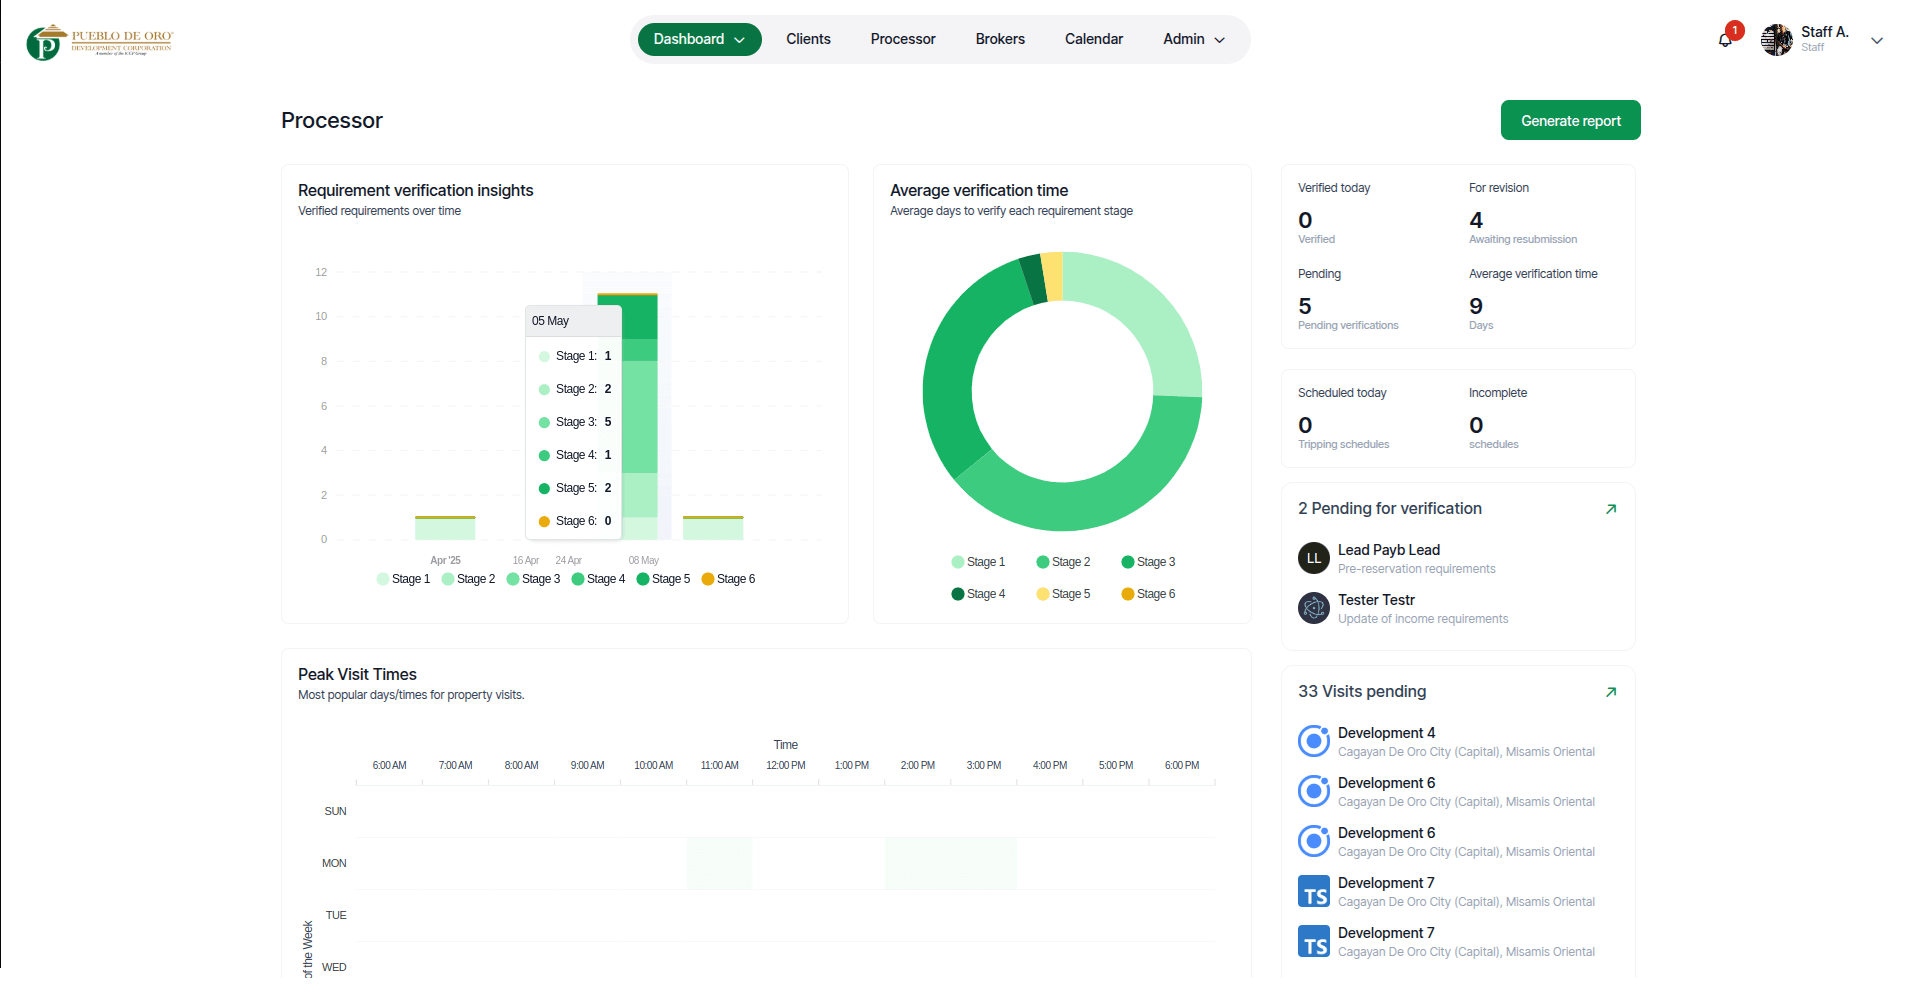 PUEBLO DE ORO
DEVELOPMENT CORPORATION
Dashboard
Clients
Processor
Brokers
Calendar
Admin
1
Staff A.
Staff
Processor
Generate report
Requirement verification insights
Verified requirements over time
12
10
8
6
4
2
0
05 May
Stage 1: 1
Stage 2: 2
Stage 3: 5
Stage 4: 1
Stage 5: 2
Stage 6: 0
Apr '25
16 Apr
24 Apr
08 May
Stage 1
Stage 2
Stage 3
Stage 4
Stage 5
Stage 6
Average verification time
Average days to verify each requirement stage
Stage 1
Stage 2
Stage 3
Stage 4
Stage 5
Stage 6
Verified today
0
Verified
For revision
4
Awaiting resubmission
Pending
5
Pending verifications
Average verification time
9
Days
Scheduled today
0
Tripping schedules
Incomplete
0
schedules
2 Pending for verification
LL
Lead Payb Lead
Pre-reservation requirements
Tester Testr
Update of income requirements
Peak Visit Times
Most popular days/times for property visits.
Time
6:00 AM
7:00 AM
8:00 AM
9:00 AM
10:00 AM
11:00 AM
12:00 PM
1:00 PM
2:00 PM
3:00 PM
4:00 PM
5:00 PM
6:00 PM
SUN
MON
TUE
WED
of the Week
33 Visits pending
Development 4
Cagayan De Oro City (Capital), Misamis Oriental
Development 6
Cagayan De Oro City (Capital), Misamis Oriental
Development 6
Cagayan De Oro City (Capital), Misamis Oriental
TS
Development 7
Cagayan De Oro City (Capital), Misamis Oriental
TS
Development 7
Cagayan De Oro City (Capital), Misamis Oriental